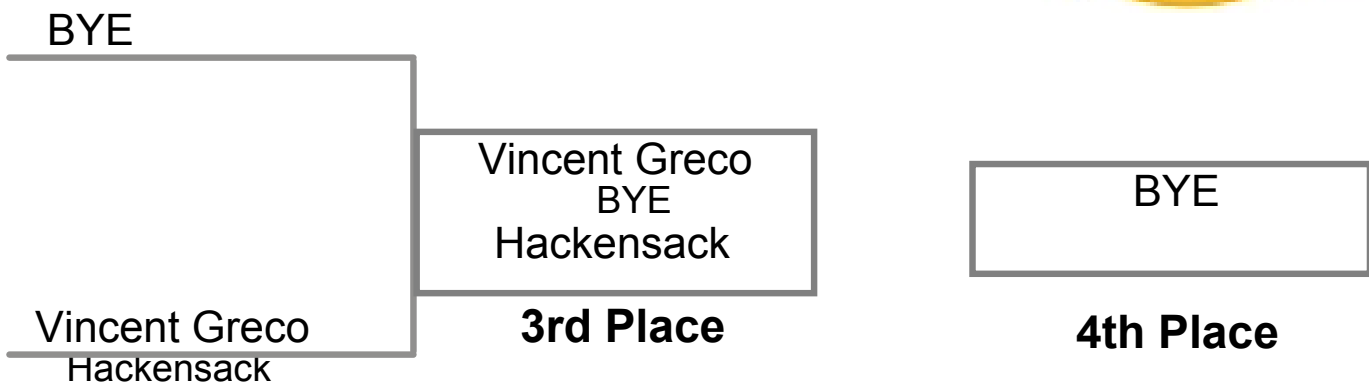 BYE
Vincent Greco
BYE
Hackensack
3rd Place
BYE
4th Place
Vincent Greco
Hackensack